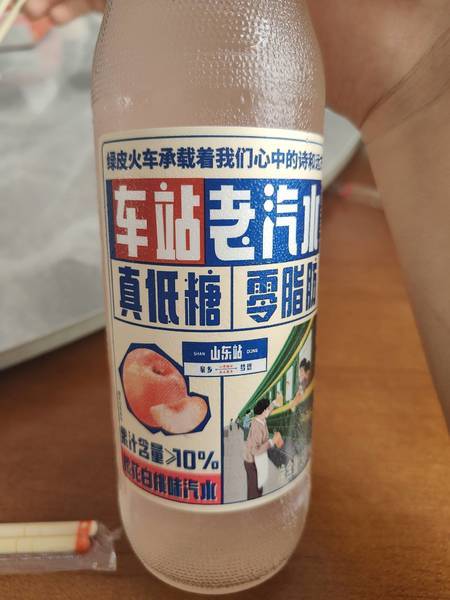 绿皮火车承载着我们心中的诗和远
车站老汽水
真低糖 零脂肪
SHAN 山东站 DONG
果汁含量≥10%
白桃味汽水